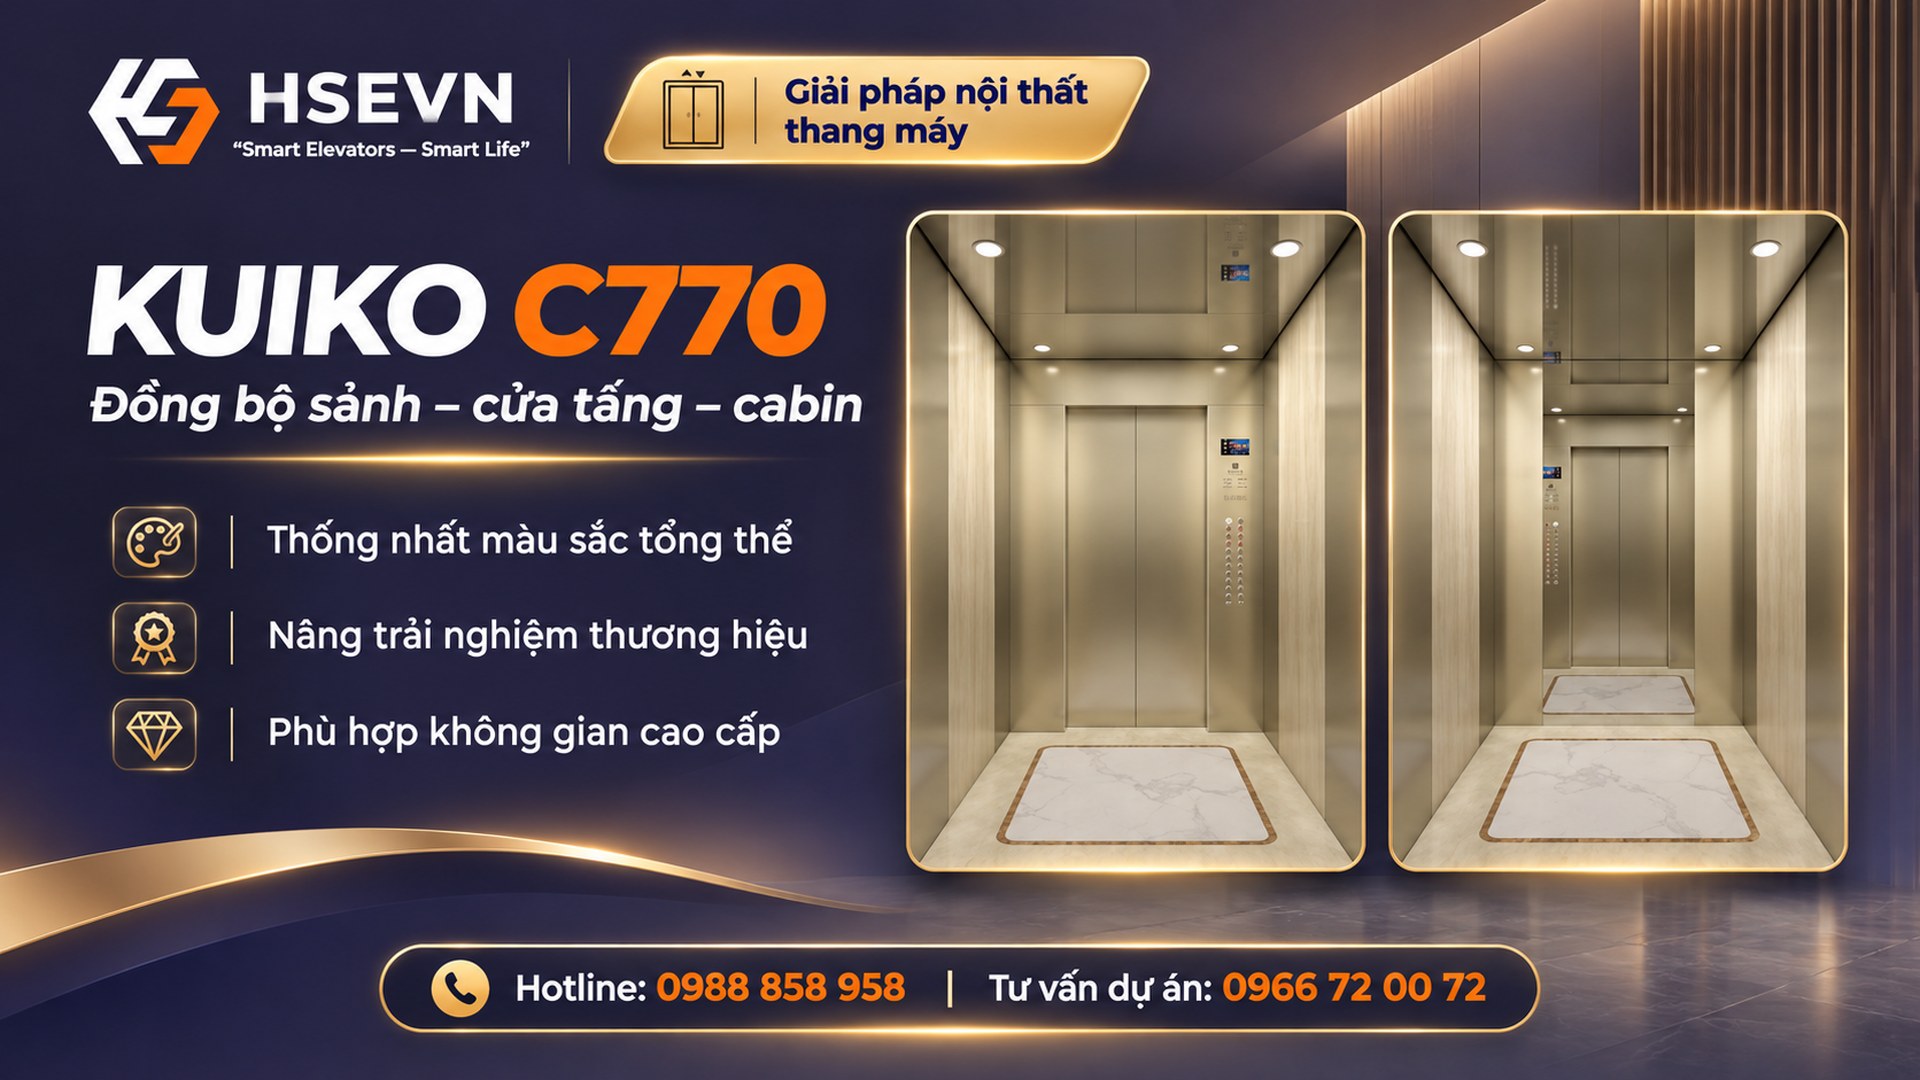 HSEVN
“Smart Elevators — Smart Life”
Giải pháp nội thất
thang máy
KUIKO C770
Đồng bộ sảnh – cửa tấng – cabin
Thống nhất màu sắc tổng thể
Nâng trải nghiệm thương hiệu
Phù hợp không gian cao cấp
Hotline: 0988 858 958 | Tư vấn dự án: 0966 72 00 72